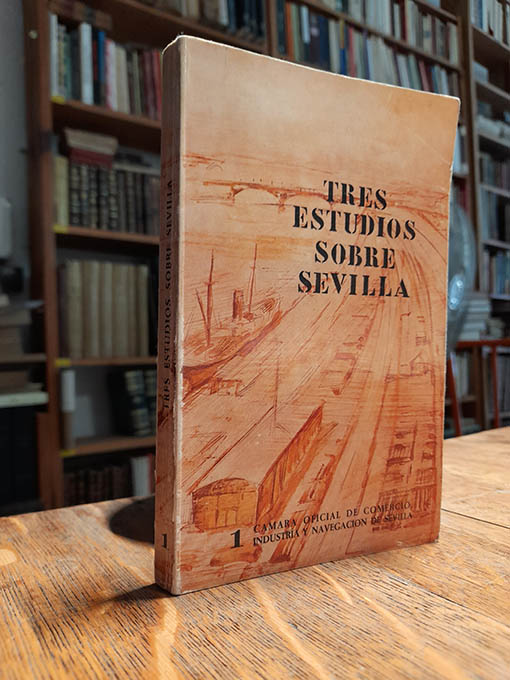 TRES
ESTUDIOS
SOBRE
SEVILLA
1 CAMARA OFICIAL DE COMERCIO,
INDUSTRIA Y NAVEGACION DE SEVILLA
TRES ESTUDIOS SOBRE SEVILLA
1